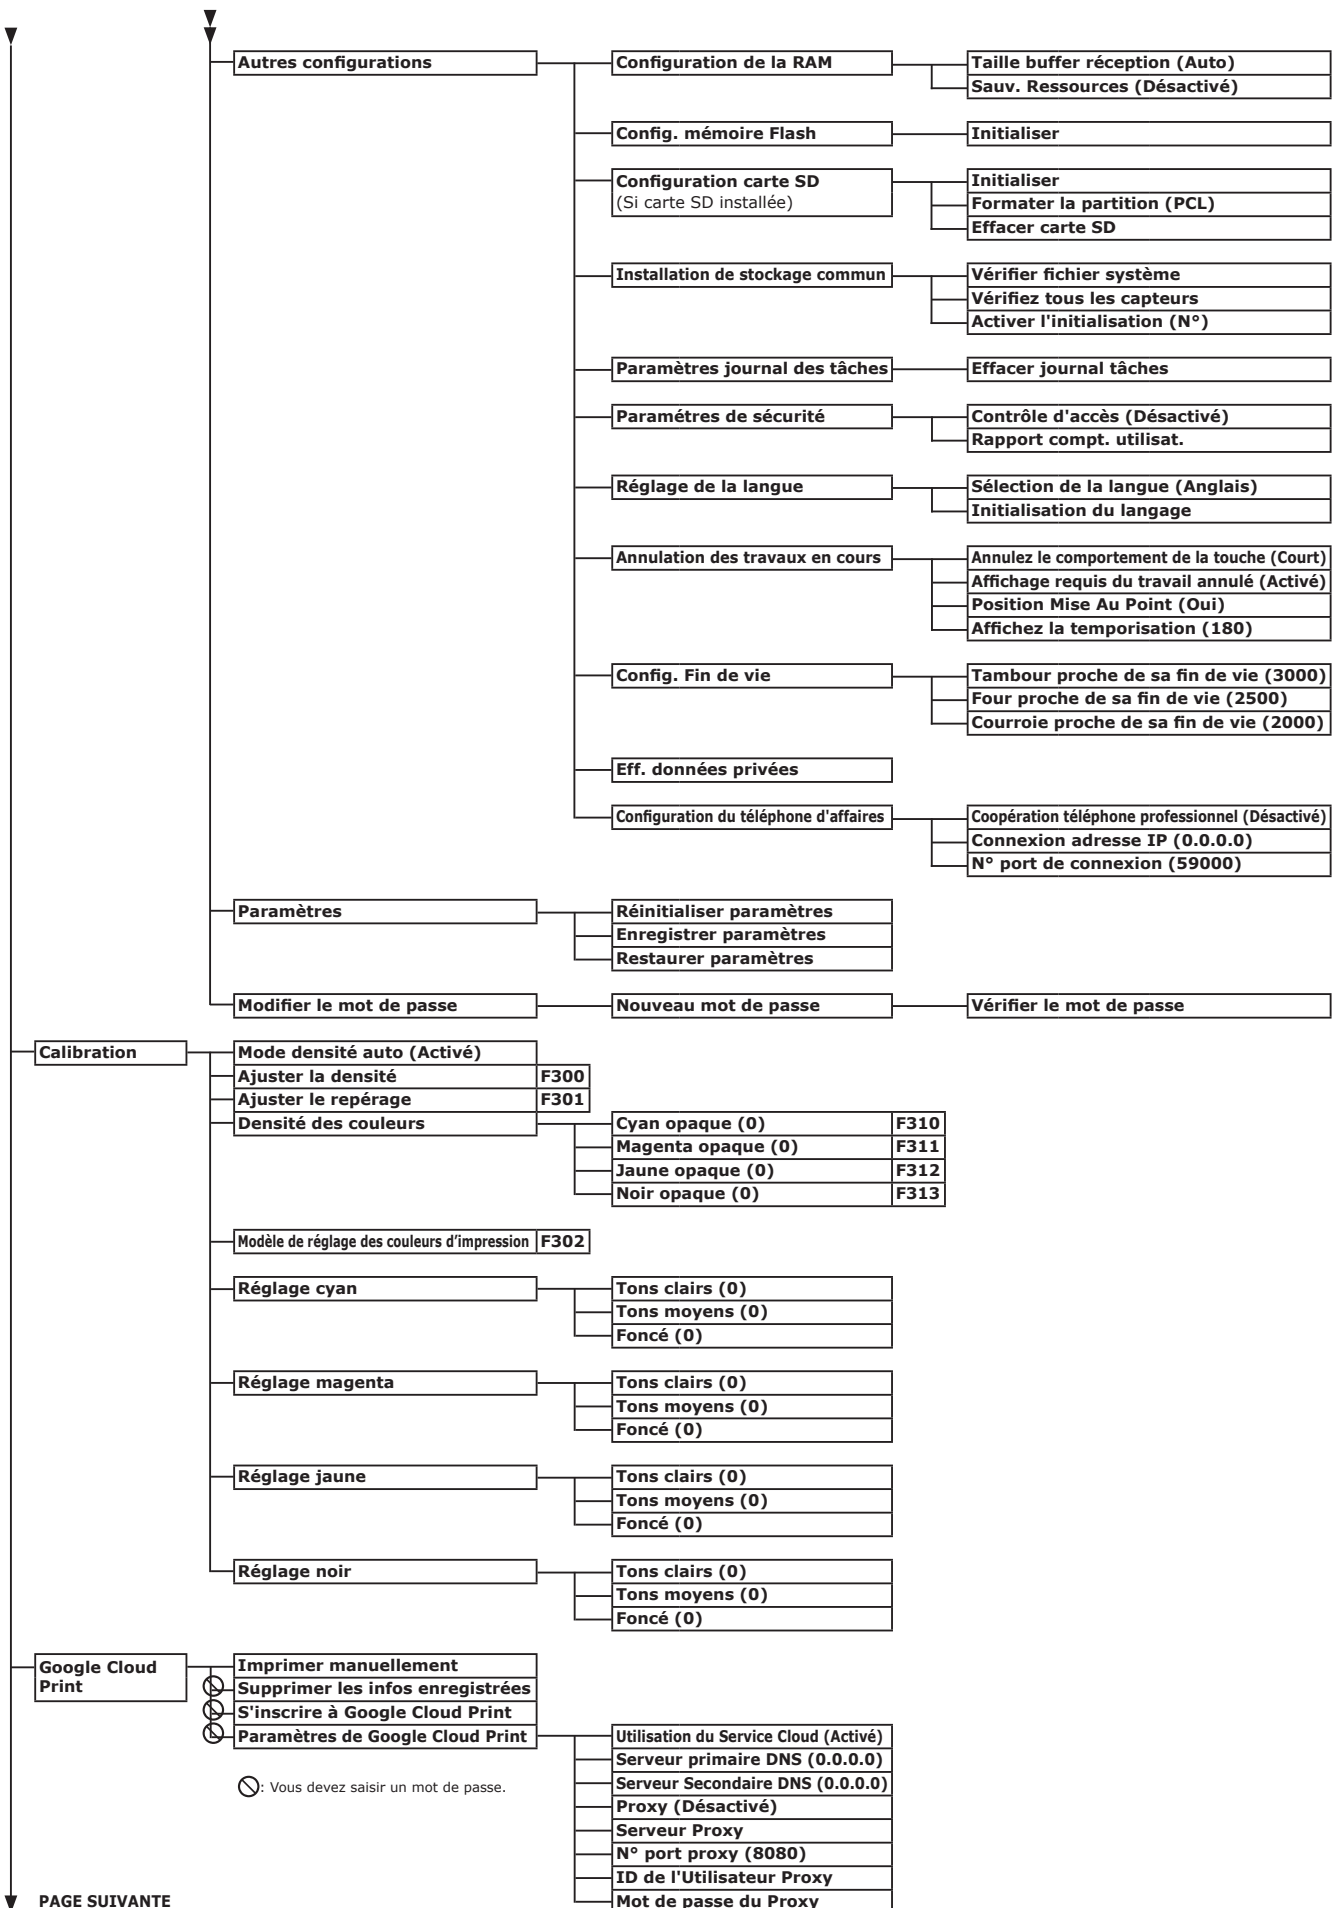 Autres configurations
Configuration de la RAM
Taille buffer réception (Auto)
Sauv. Ressources (Désactivé)
Config. mémoire Flash
Initialiser
Configuration carte SD
(Si carte SD installée)
Initialiser
Formater la partition (PCL)
Effacer carte SD
Installation de stockage commun
Vérifier fichier système
Vérifiez tous les capteurs
Activer l'initialisation (N°)
Paramètres journal des tâches
Effacer journal tâches
Paramétres de sécurité
Contrôle d'accès (Désactivé)
Rapport compt. utilisat.
Réglage de la langue
Sélection de la langue (Anglais)
Initialisation du langage
Annulation des travaux en cours
Annulez le comportement de la touche (Court)
Affichage requis du travail annulé (Activé)
Position Mise Au Point (Oui)
Affichez la temporisation (180)
Config. Fin de vie
Tambour proche de sa fin de vie (3000)
Four proche de sa fin de vie (2500)
Courroie proche de sa fin de vie (2000)
Eff. données privées
Configuration du téléphone d'affaires
Coopération téléphone professionnel (Désactivé)
Connexion adresse IP (0.0.0.0)
N° port de connexion (59000)
Paramètres
Réinitialiser paramètres
Enregistrer paramètres
Restaurer paramètres
Modifier le mot de passe
Nouveau mot de passe
Vérifier le mot de passe
Calibration
Mode densité auto (Activé)
Ajuster la densité F300
Ajuster le repérage F301
Densité des couleurs
Cyan opaque (0) F310
Magenta opaque (0) F311
Jaune opaque (0) F312
Noir opaque (0) F313
Modèle de réglage des couleurs d'impression F302
Réglage cyan
Tons clairs (0)
Tons moyens (0)
Foncé (0)
Réglage magenta
Tons clairs (0)
Tons moyens (0)
Foncé (0)
Réglage jaune
Tons clairs (0)
Tons moyens (0)
Foncé (0)
Réglage noir
Tons clairs (0)
Tons moyens (0)
Foncé (0)
Google Cloud
Print
Imprimer manuellement
Supprimer les infos enregistrées
S'inscrire à Google Cloud Print
Paramètres de Google Cloud Print
Utilisation du Service Cloud (Activé)
Serveur primaire DNS (0.0.0.0)
Serveur Secondaire DNS (0.0.0.0)
Proxy (Désactivé)
Serveur Proxy
N° port proxy (8080)
ID de l'Utilisateur Proxy
Mot de passe du Proxy
: Vous devez saisir un mot de passe.
PAGE SUIVANTE